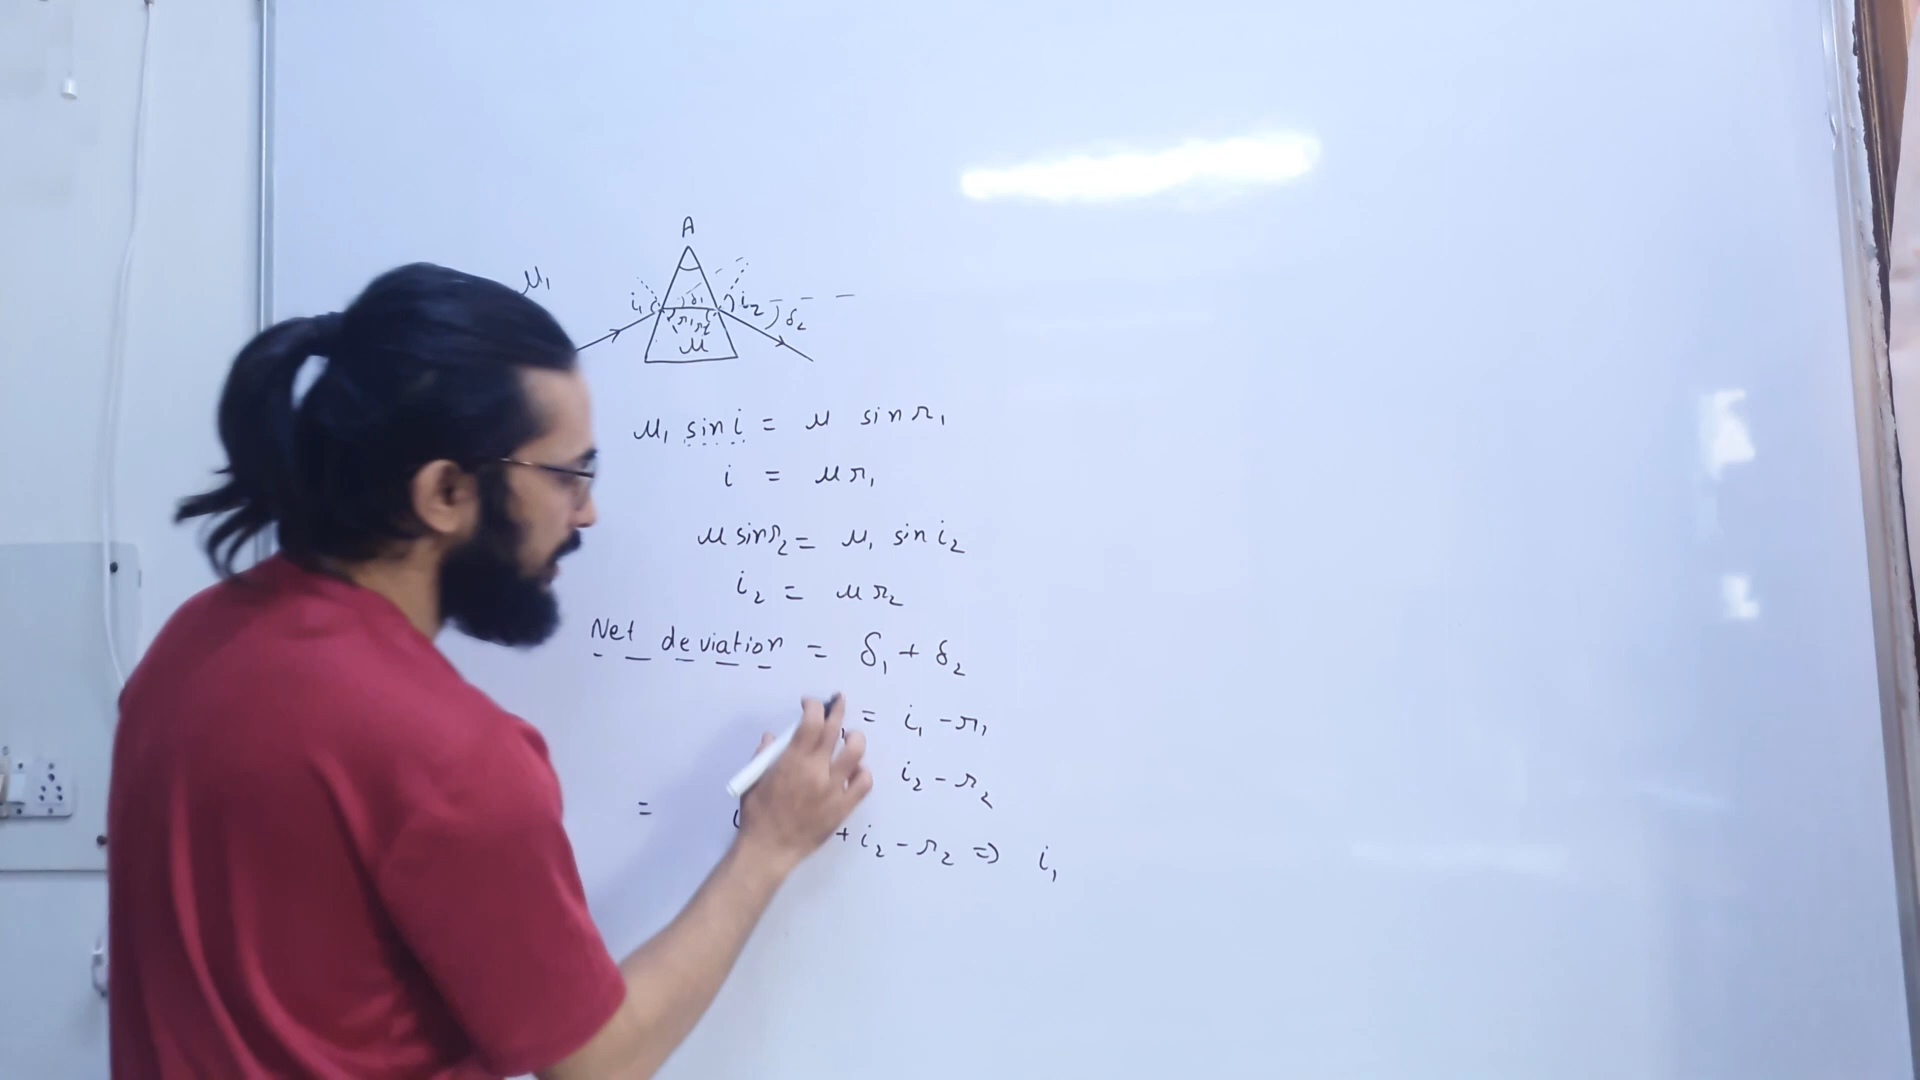 A
μ₁
i₁ δ₁ i₂ δ₂
r₁ r₂
μ
μ₁ sin i = μ sin r₁
i = μ r₁
μ sin r₂ = μ₁ sin i₂
i₂ = μ r₂
Net deviation = δ₁ + δ₂
₁ = i₁ - r₁
i₂ - r₂
= i + i₂ - r₂ ⇒ i₁